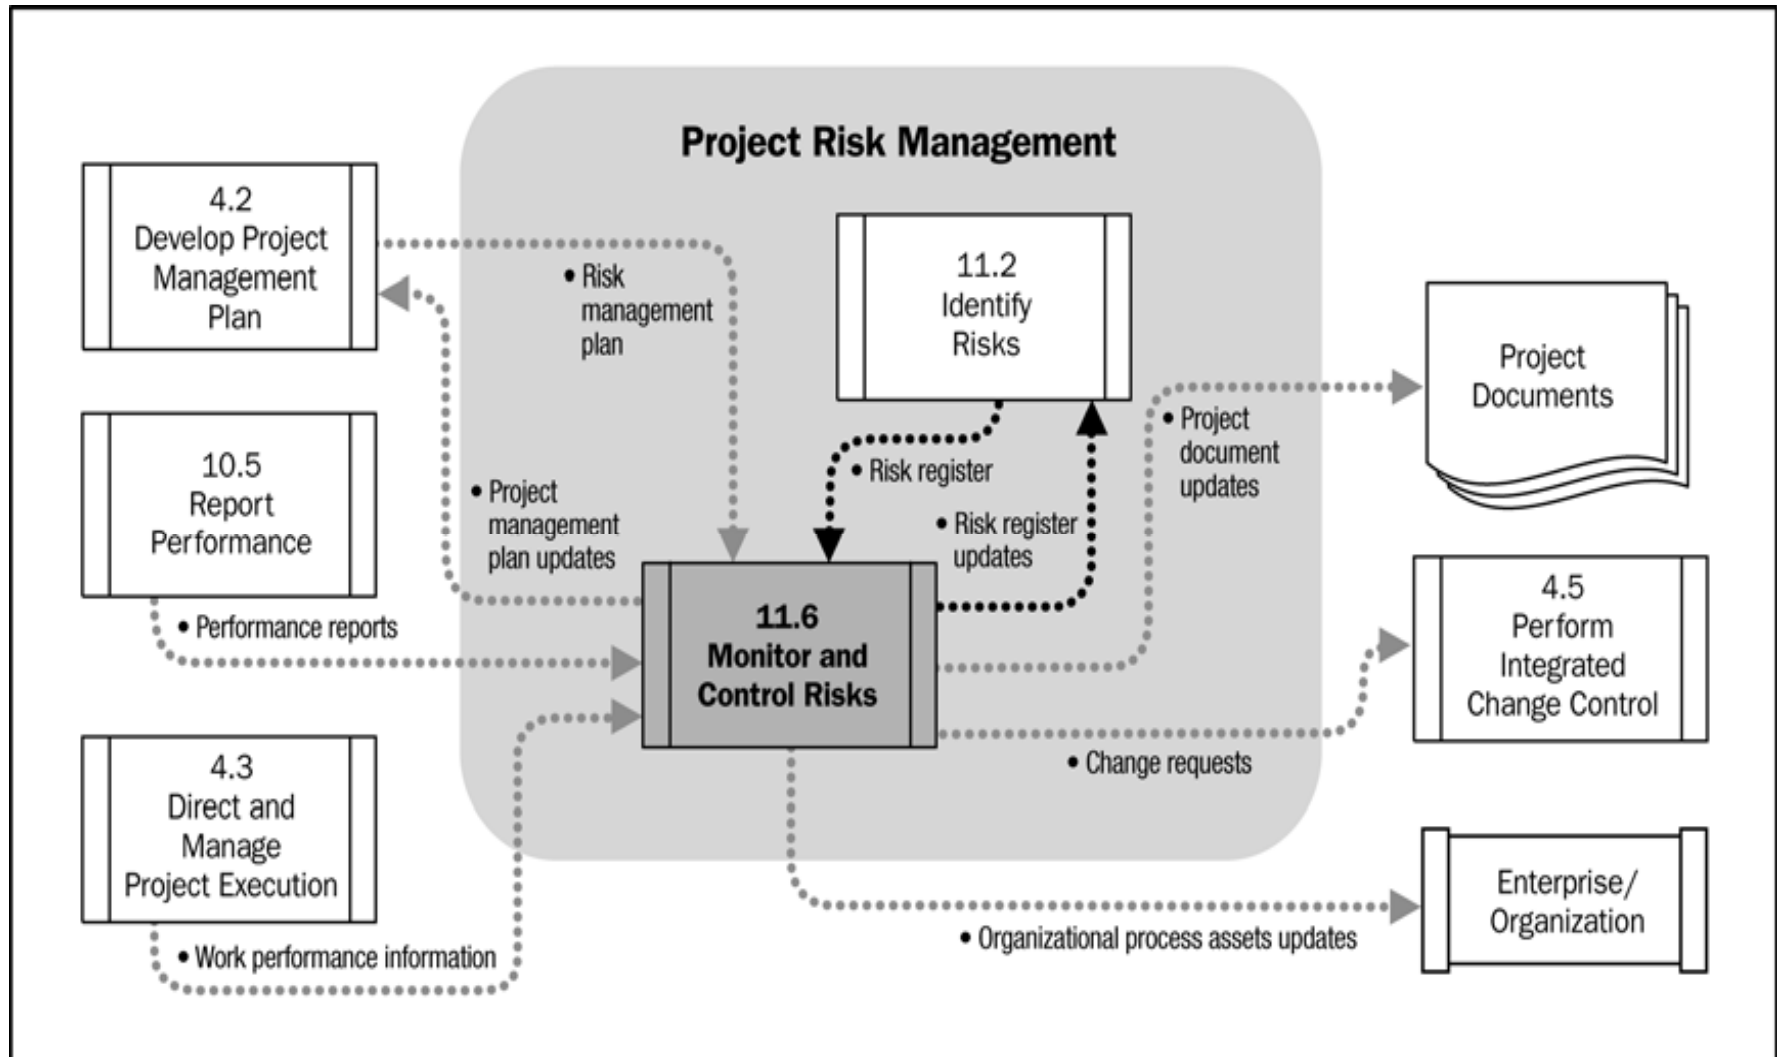 Project Risk Management
4.2
Develop Project
Management
Plan
• Risk
management
plan
11.2
Identify
Risks
Project
Documents
10.5
Report
Performance
• Project
management
plan updates
• Risk register
• Risk register
updates
• Project
document
updates
• Performance reports
11.6
Monitor and
Control Risks
4.5
Perform
Integrated
Change Control
• Change requests
4.3
Direct and
Manage
Project Execution
• Work performance information
Enterprise/
Organization
• Organizational process assets updates